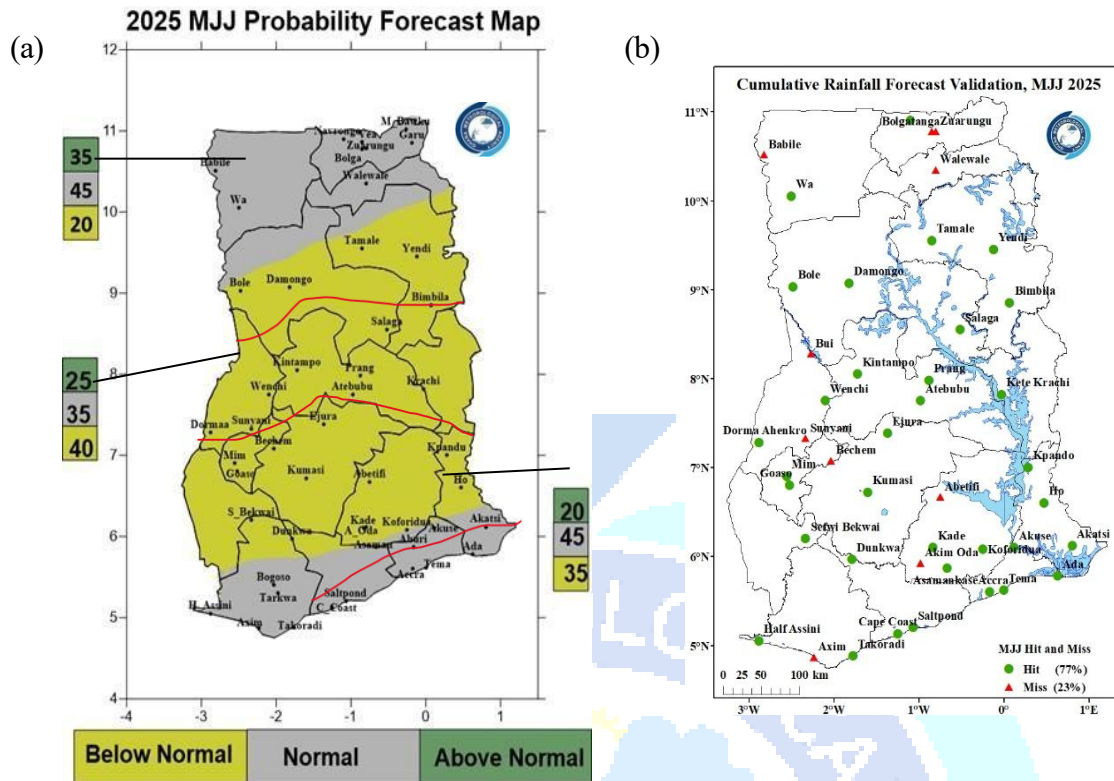 2025 MJJ Probability Forecast Map
(a)
12
11
10
9
8
7
6
5
4
-4
-3
-2
-1
0
1
35
45
20
25
35
40
20
45
35
Garu
Zuarungu
Bolga
Babile
Walewale
Wa
Tamale
Yendi
Bole
Damongo
Bimbila
Salaga
Kintampo
Prang
Wenchi
Atebubu
Krachi
Dormaa
Sunyani
Ejura
Bechem
Kpandu
Mim
Goaso
Kumasi
Abetifi
Ho
S_Bekwai
Kade
A_Oda
Koforidua
Akuse
Akatsi
Dunkwa
Asaman
Aburi
Ada
Tema
Accra
Bogoso
Tarkwa
Saltpond
C_Coast
H_Assini
Axim
Takoradi
Below Normal
Normal
Above Normal
(b)
Cumulative Rainfall Forecast Validation, MJJ 2025
11°N
10°N
9°N
8°N
7°N
6°N
5°N
3°W
2°W
1°W
0°
1°E
Bolgatanga
Zuarungu
Babile
Walewale
Wa
Tamale
Yendi
Bole
Damongo
Bimbila
Salaga
Bui
Kintampo
Prang
Wenchi
Atebubu
Kete Krachi
Dorma Ahenkro
Sunyani
Ejura
Bechem
Mim
Goaso
Kpando
Kumasi
Abetifi
Ho
Sefwi Bekwai
Kade
Akuse
Akatsi
Dunkwa
Akim Oda
Koforidua
Ada
Asamankase
Accra
Tema
Cape Coast
Saltpond
Half Assini
Axim
Takoradi
MJJ Hit and Miss
Hit (77%)
Miss (23%)
0 25 50 100 km